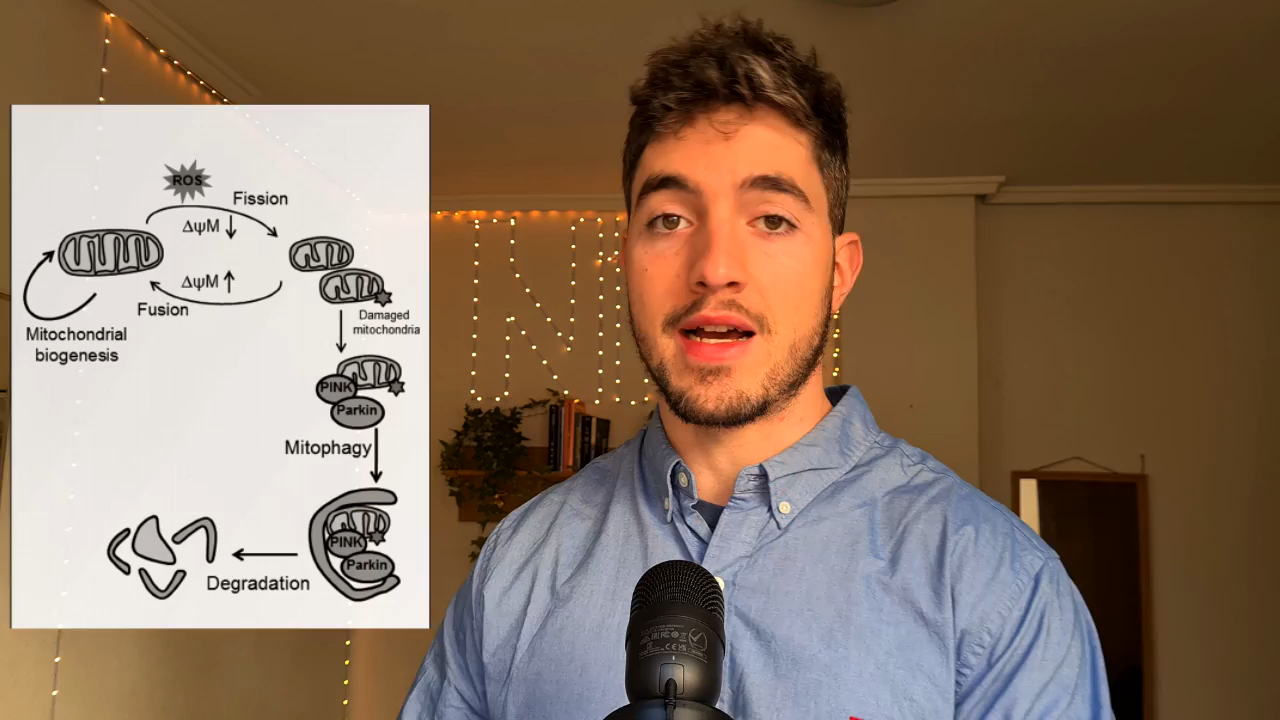 ROS
Fission
ΔψM
ΔψM
Fusion
Mitochondrial
biogenesis
Damaged
mitochondria
PINK
Parkin
Mitophagy
PINK
Parkin
Degradation